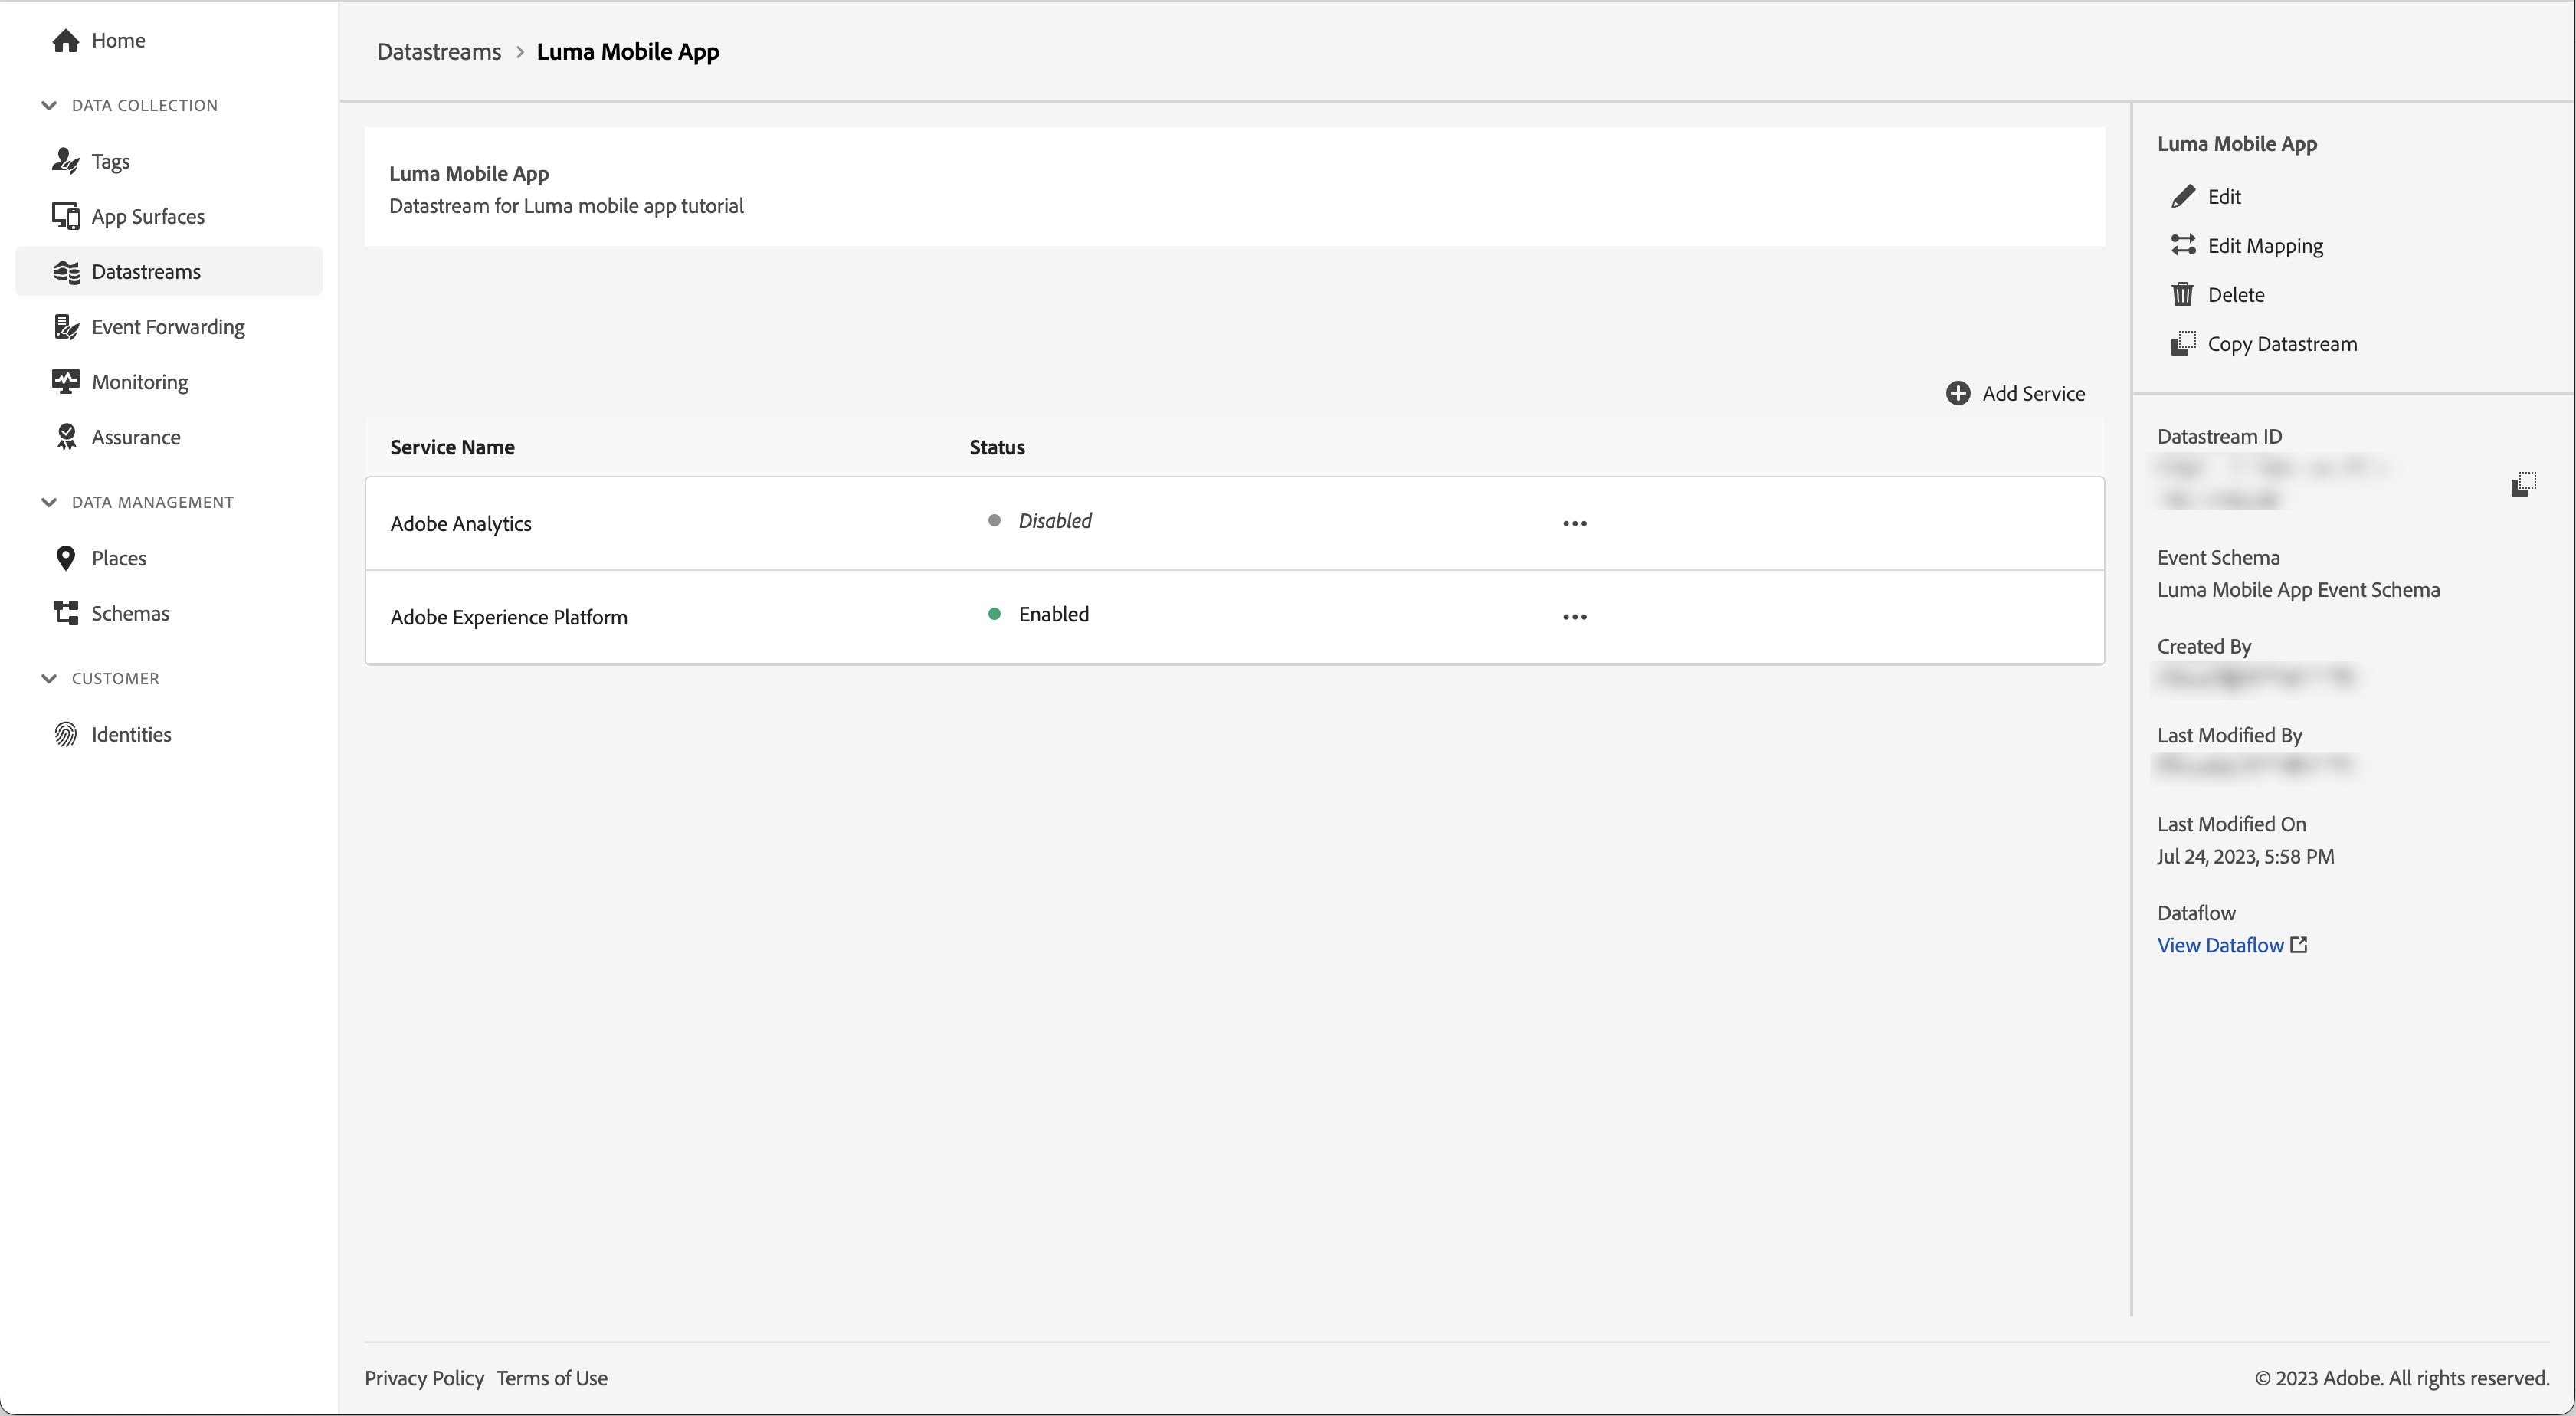 Home
DATA COLLECTION
Tags
App Surfaces
Datastreams
Event Forwarding
Monitoring
Assurance
DATA MANAGEMENT
Places
Schemas
CUSTOMER
Identities
Datastreams > Luma Mobile App
Luma Mobile App
Datastream for Luma mobile app tutorial
Add Service
Service Name Status
Adobe Analytics Disabled
Adobe Experience Platform Enabled
Luma Mobile App
Edit
Edit Mapping
Delete
Copy Datastream
Datastream ID
Event Schema
Luma Mobile App Event Schema
Created By
Last Modified By
Last Modified On
Jul 24, 2023, 5:58 PM
Dataflow
View Dataflow
Privacy Policy Terms of Use
© 2023 Adobe. All rights reserved.